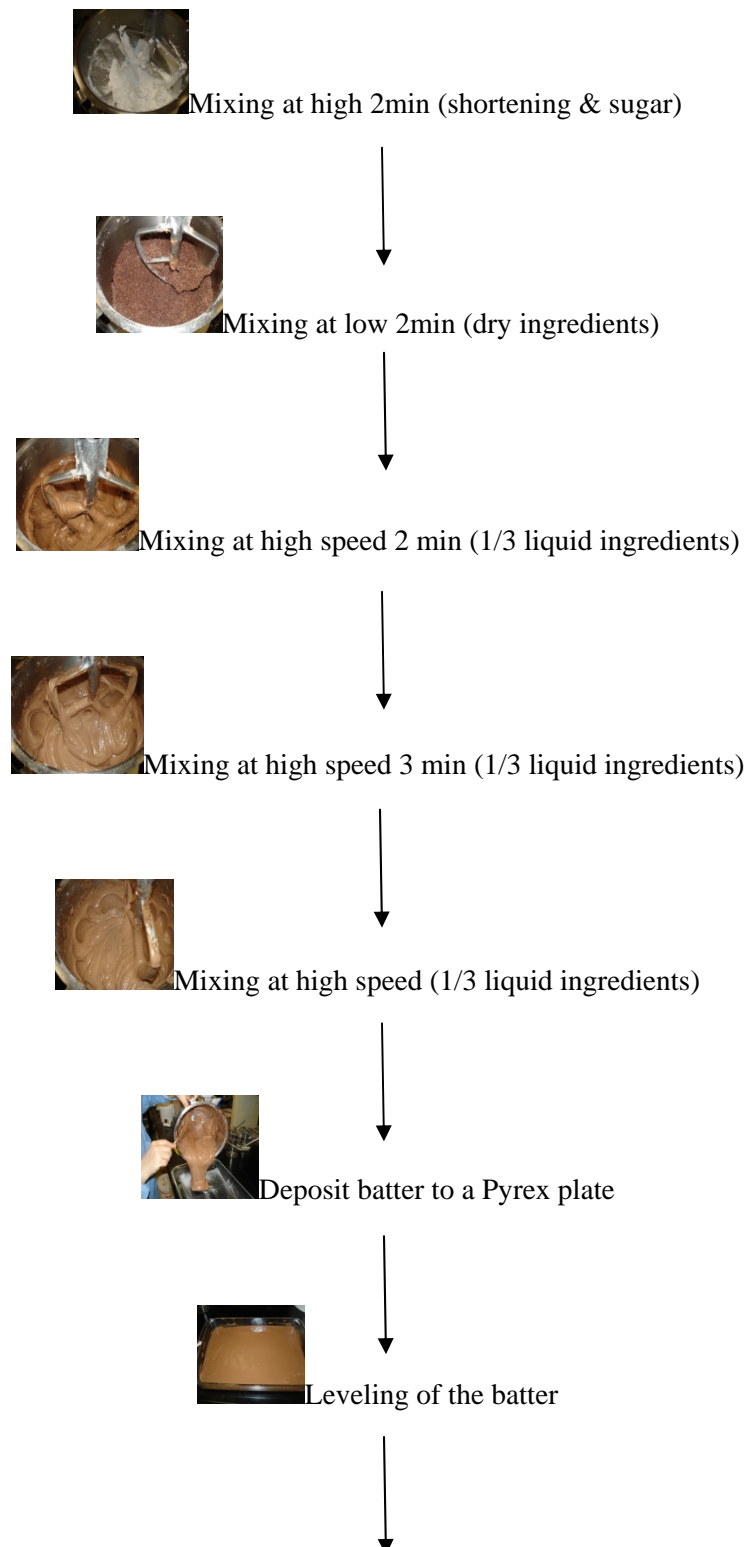 Mixing at high 2min (shortening & sugar)
Mixing at low 2min (dry ingredients)
Mixing at high speed 2 min (1/3 liquid ingredients)
Mixing at high speed 3 min (1/3 liquid ingredients)
Mixing at high speed (1/3 liquid ingredients)
Deposit batter to a Pyrex plate
Leveling of the batter